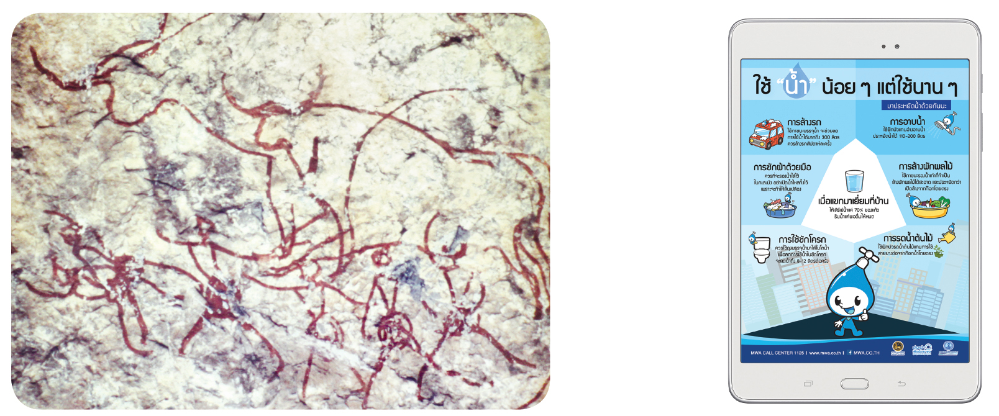 ใช้ “น้ำ” น้อย ๆ แต่ใช้นาน ๆ
มาประหยัดน้ำด้วยกันนะ
การล้างรถ
ใช้ภาชนะบรรจุน้ำ จะช่วยลด
การใช้น้ำได้มากถึง 300 ลิตร
ควรล้างรถสัปดาห์ละครั้ง
การอาบน้ำ
ใช้ฝักบัวแทนอ่างอาบน้ำ
ประหยัดน้ำได้ 110-200 ลิตร
การซักผ้าด้วยมือ
ควรที่จะรองน้ำใส่ไว้
ในกะละมัง อย่าเปิดน้ำไหลทิ้งไว้
เพราะจะทำให้สิ้นเปลือง
การล้างผักผลไม้
ใช้ภาชนะรองน้ำเท่าที่จำเป็น
ล้างผักผลไม้ได้สะอาด และประหยัดกว่า
เปิดล้างจากก๊อกโดยตรง
เมื่อแขกมาเยี่ยมที่บ้าน
ให้เสิร์ฟน้ำแค่ 70% ของแก้ว
รินน้ำแค่พอดื่มให้หมด
การใช้ชักโครก
ควรใช้ถุงบรรจุน้ำมาใส่ในโถน้ำ
เพื่อลดการใช้น้ำในชักโครก
จะลดน้ำถึง 8-12 ลิตรต่อครั้ง
การรดน้ำต้นไม้
ใช้ฝักบัวรดน้ำต้นไม้แทนการใช้
สายยางต่อจากก๊อกน้ำโดยตรง
MWA CALL CENTER 1125 | www.mwa.co.th | f MWA.CO.TH